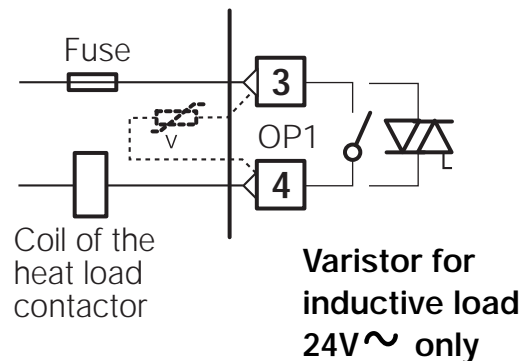 Fuse
3
V
OP1
4
Coil of the
heat load
contactor
Varistor for
inductive load
24V~ only